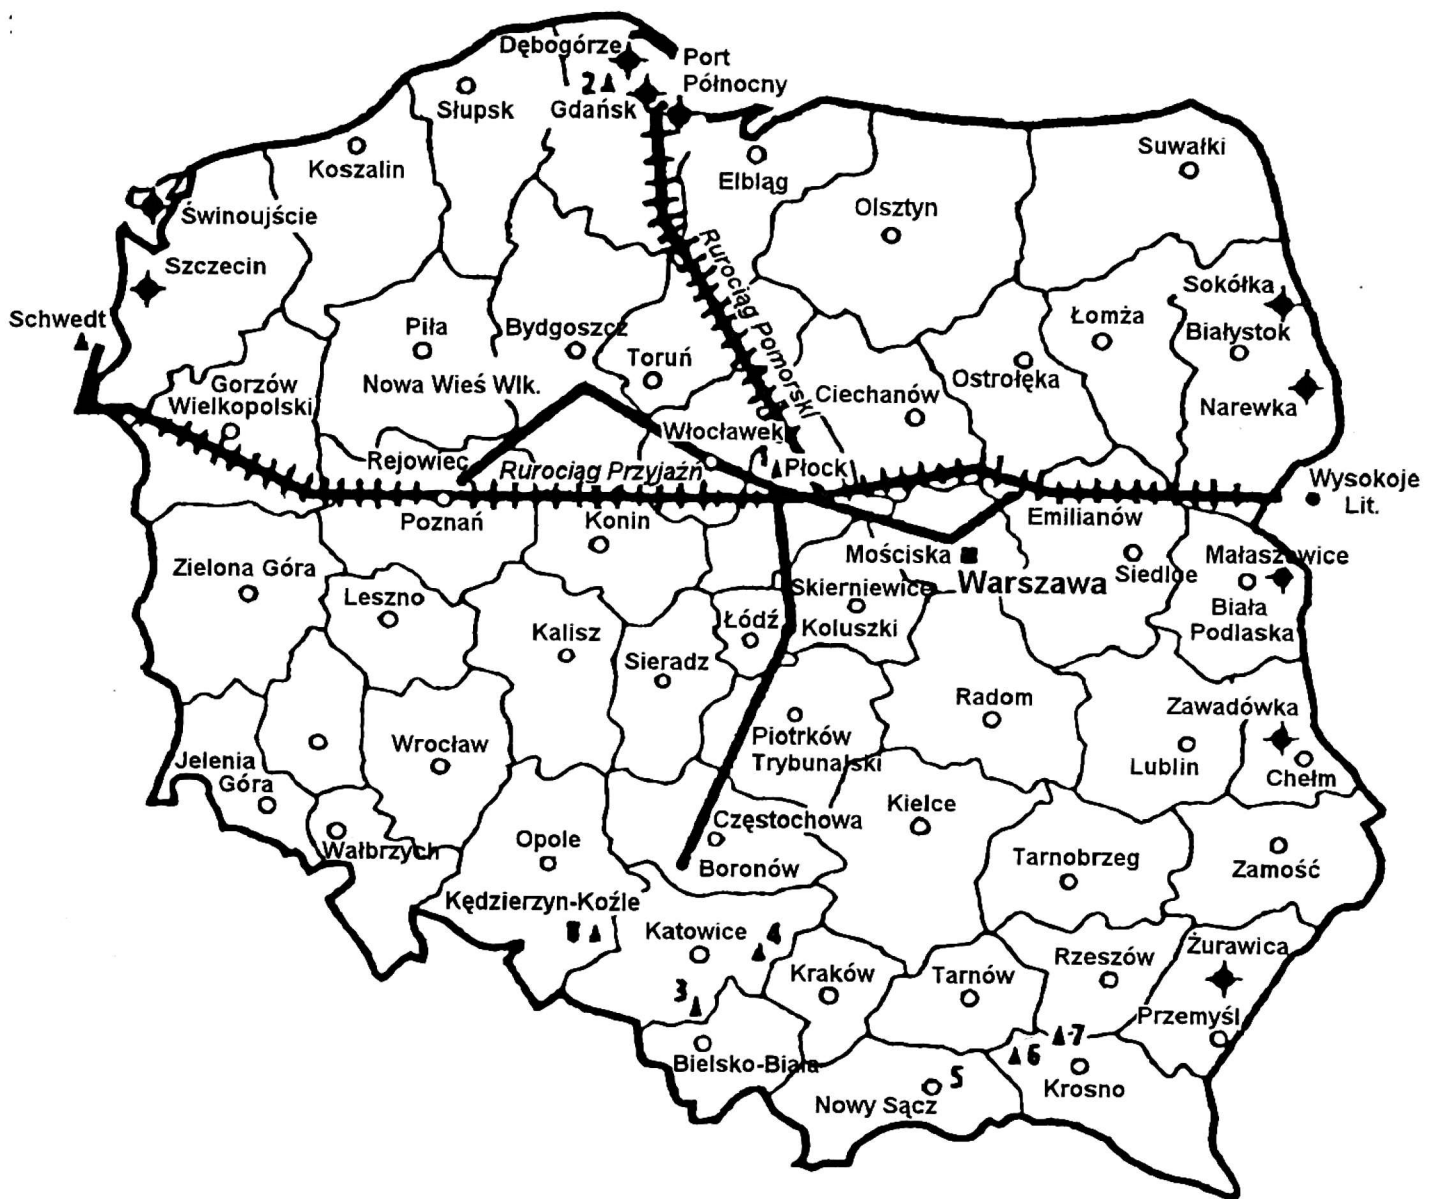 Dębogórze
Port
Północny
2
Gdańsk
Słupsk
Koszalin
Elbląg
Suwałki
Olsztyn
Świnoujście
Szczecin
Rurociąg Pomorski
Sokółka
Schwedt
Piła
Bydgoszcz
Toruń
Łomża
Białystok
Nowa Wieś Wlk.
Gorzów
Wielkopolski
Ciechanów
Ostrołęka
Narewka
Włocławek
Rejowiec
Rurociąg Przyjaźń
1
Płock
Wysokoje
Lit.
Poznań
Konin
Emilianów
Mościska
Małaszewice
Zielona Góra
Skierniewice
Warszawa
Siedlce
Leszno
Biała
Podlaska
Łódź
Koluszki
Kalisz
Sieradz
Radom
Zawadówka
Wrocław
Piotrków
Trybunalski
Jelenia
Góra
Lublin
Chełm
Kielce
Częstochowa
Wałbrzych
Opole
Boronów
Tarnobrzeg
Zamość
Kędzierzyn-Koźle
Katowice
4
Kraków
Tarnów
Rzeszów
Żurawica
3
Przemyśl
Bielsko-Biała
7
6
5
Krosno
Nowy Sącz